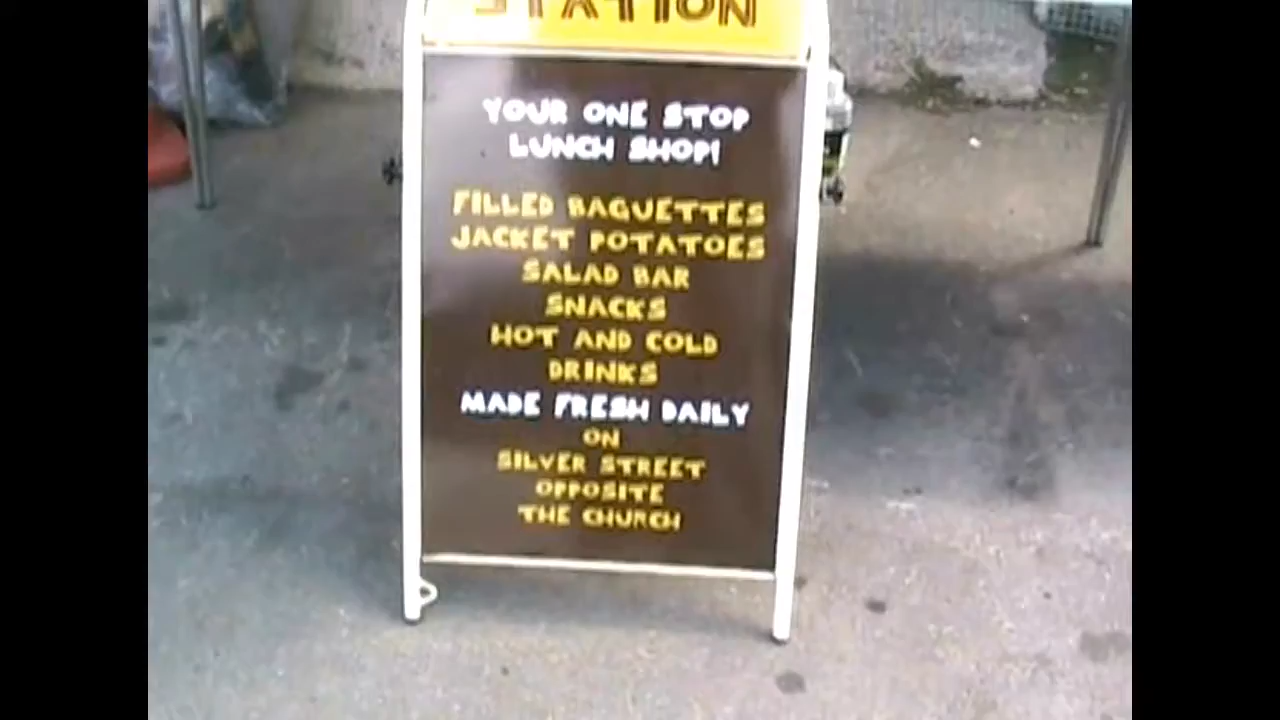 STATION
YOUR ONE STOP
LUNCH SHOP!
FILLED BAGUETTES
JACKET POTATOES
SALAD BAR
SNACKS
HOT AND COLD
DRINKS
MADE FRESH DAILY
ON
SILVER STREET
OPPOSITE
THE CHURCH